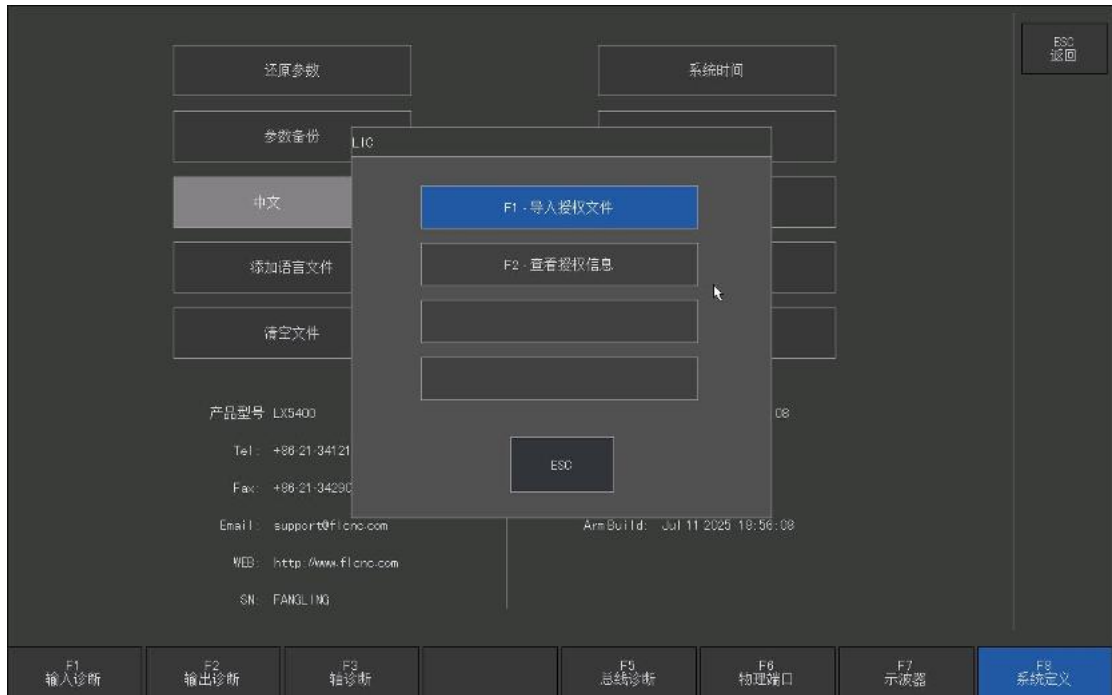 ESC
返回
还原参数
系统时间
参数备份
LIC
中文
F1 - 导入授权文件
添加语言文件
F2 - 查看授权信息
清空文件
产品型号 LX5400
08
Tel: +86-21-34121
ESC
Fax: +86-21-3429
Email: support@flcnc.com
Arm Build: Jul 11 2025 18:56:08
WEB: http://www.flcnc.com
SN: FANGLING
F1
输入诊断
F2
输出诊断
F3
轴诊断
F5
总线诊断
F6
物理端口
F7
示波器
F8
系统定义